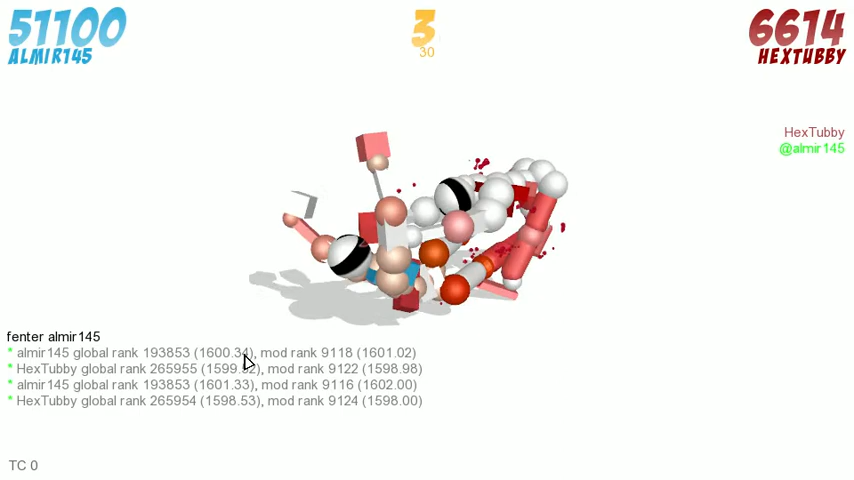 51100
ALMIR145
3
30
6614
HEXTUBBY
HexTubby
@almir145
fenter almir145
* almir145 global rank 193853 (1600.34), mod rank 9118 (1601.02)
* HexTubby global rank 265955 (1599. 2), mod rank 9122 (1598.98)
* almir145 global rank 193853 (1601.33), mod rank 9116 (1602.00)
* HexTubby global rank 265954 (1598.53), mod rank 9124 (1598.00)
TC 0